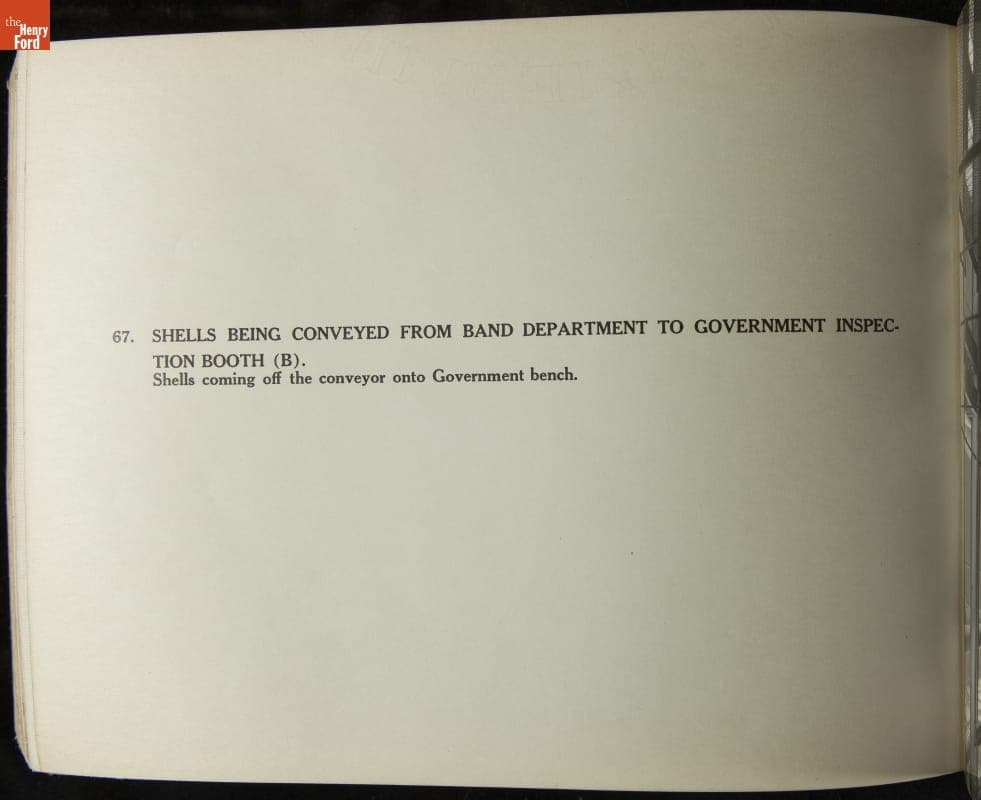 the
Henry
Ford
67. SHELLS BEING CONVEYED FROM BAND DEPARTMENT TO GOVERNMENT INSPEC-
TION BOOTH (B).
Shells coming off the conveyor onto Government bench.